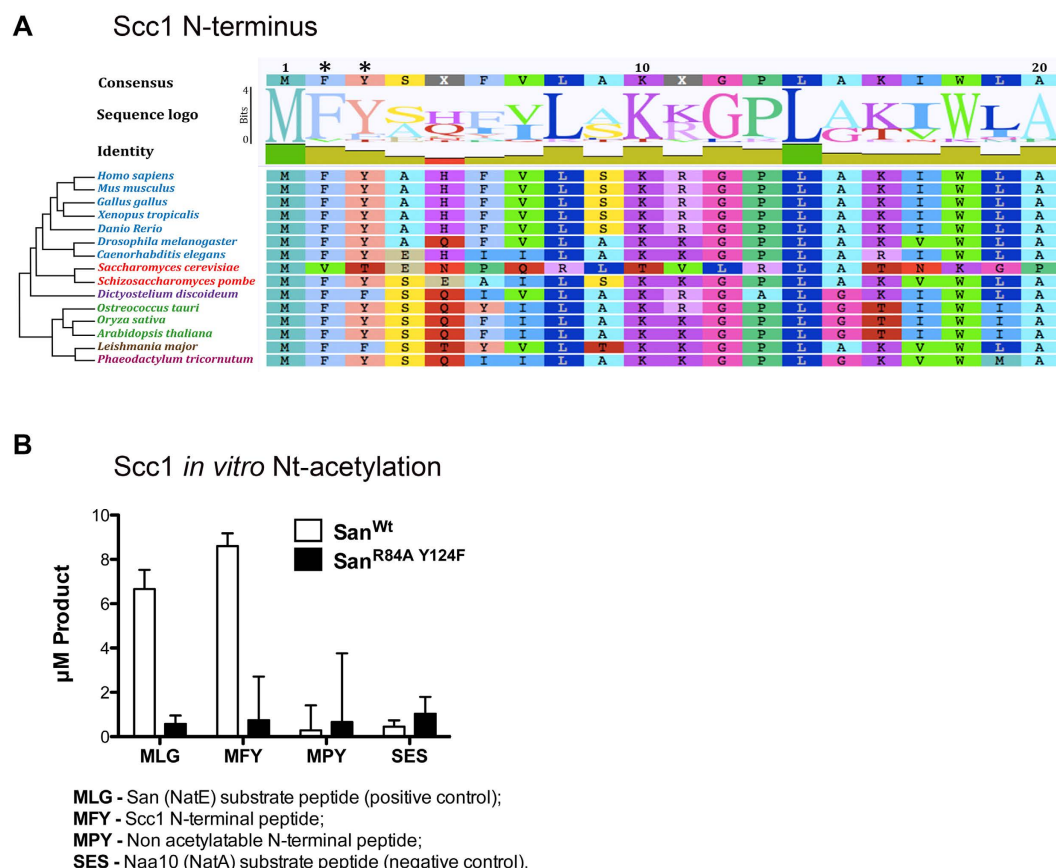 A Scc1 N-terminus
1 * * 10 20
Consensus M F Y S X F V L A K X G P L A K I W L A
Sequence logo Bits 4 0 M F Y S H F V L A K K G P L A K I W L A
A Q I I S R G T V I
Identity
Homo sapiens M F Y A H F V L S K R G P L A K I W L A
Mus musculus M F Y A H F V L S K R G P L A K I W L A
Gallus gallus M F Y A H F V L S K R G P L A K I W L A
Xenopus tropicalis M F Y A H F V L S K R G P L A K I W L A
Danio Rerio M F Y A H F V L S K R G P L A K I W L A
Drosophila melanogaster M F Y A Q F V L A K K G P L A K V W L A
Caenorhabditis elegans M F Y E H I I L A K K G P L A R I W L A
Saccharomyces cerevisiae M V T E N P Q R L T V L R L A T N K G P
Schizosaccharomyces pombe M F Y S E A I L S K K G P L A K V W L A
Dictyostelium discoideum M F F S Q I V L A K R G A L G K I W L A
Ostreococcus tauri M F Y S Q Y I L A K R G P L G T I W I A
Oryza sativa M F Y S Q F I L A K K G P L G T I W I A
Arabidopsis thaliana M F Y S Q F I L A K K G P L G T I W I A
Leishmania major M F F S T Y V L T K K G P L A K V W L A
Phaeodactylum tricornutum M F Y S Q I I L A K K G P L G K V W M A
B
Scc1 in vitro Nt-acetylation
µM Product
10
8
6
4
2
0
San Wt
San R84A Y124F
MLG MFY MPY SES
MLG - San (NatE) substrate peptide (positive control);
MFY - Scc1 N-terminal peptide;
MPY - Non acetylatable N-terminal peptide;
SES - Naa10 (NatA) substrate peptide (negative control).